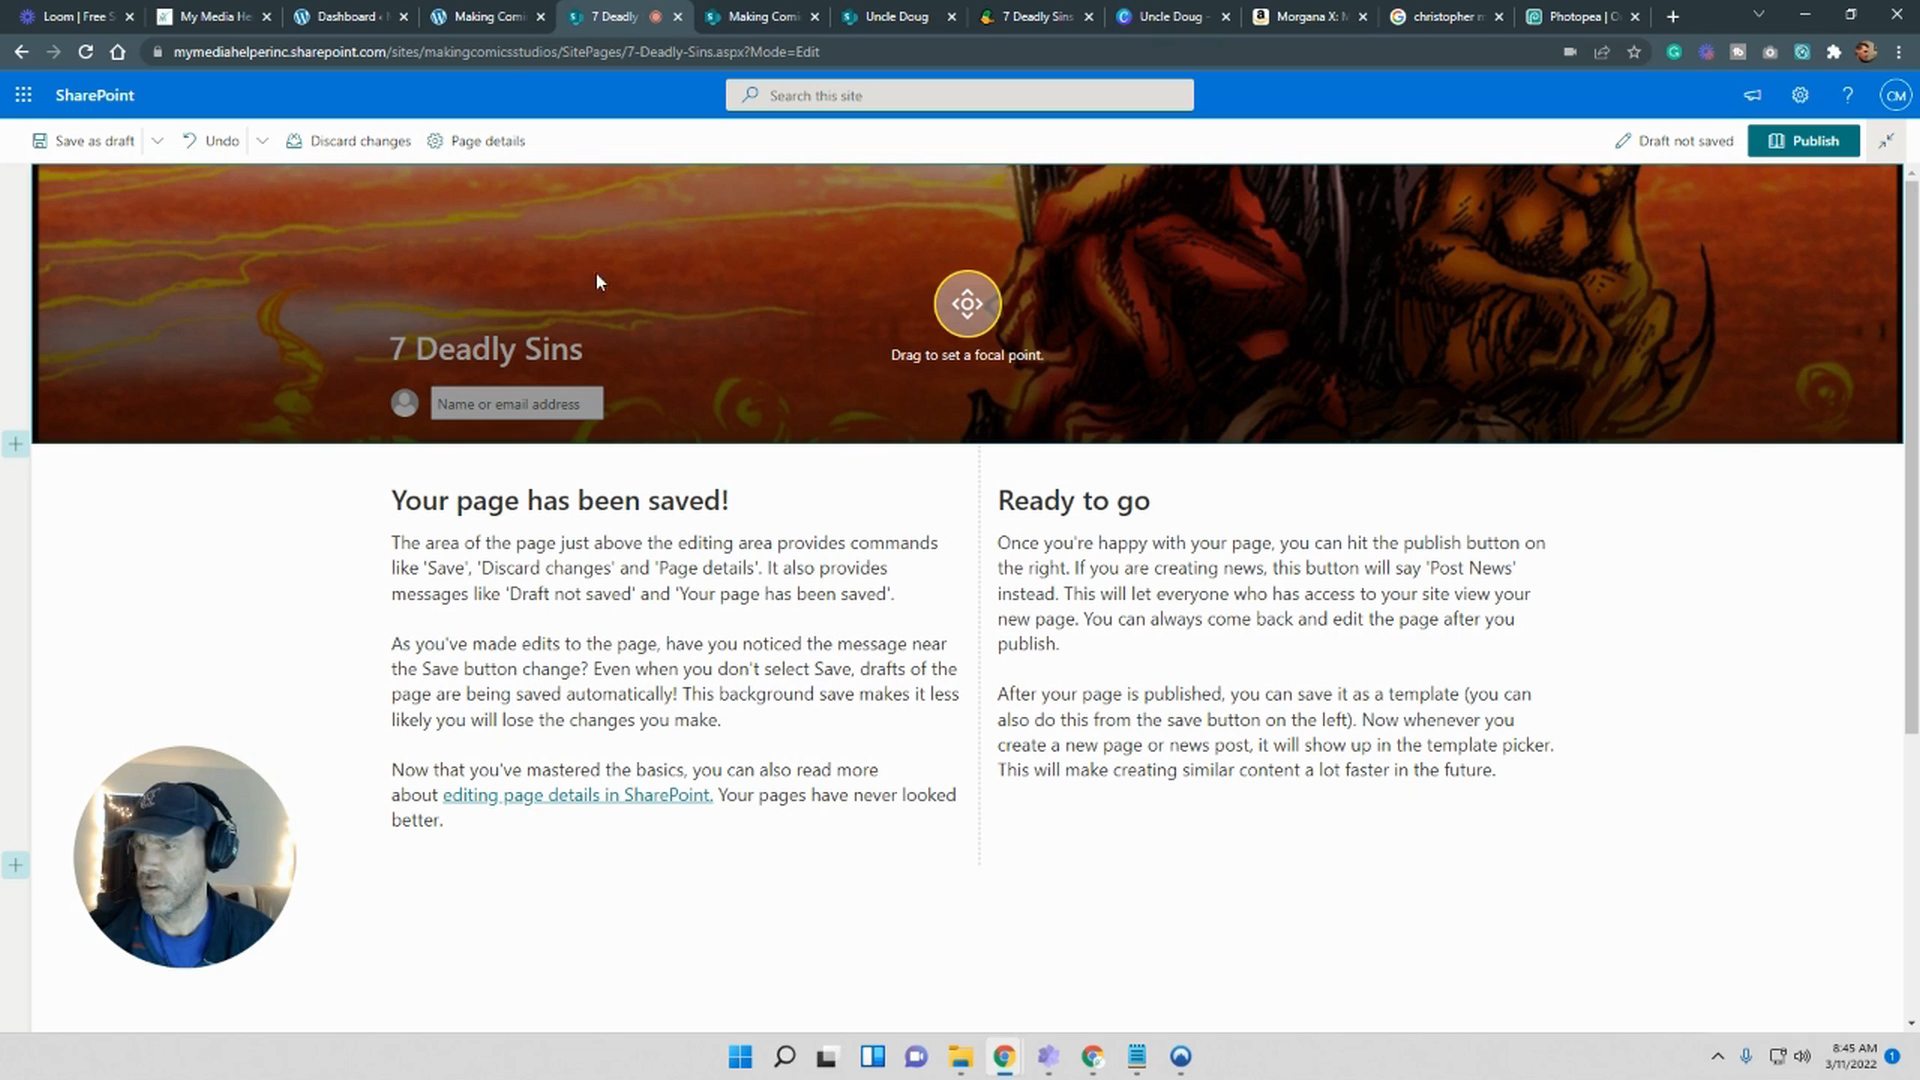 Loom | Free S
My Media He
Dashboard ‹
Making Comi
7 Deadly
Making Comi
Uncle Doug
7 Deadly Sins
Uncle Doug -
Morgana X: M
christopher m
Photopea | O
mymediahelperinc.sharepoint.com/sites/makingcomicsstudios/SitePages/7-Deadly-Sins.aspx?Mode=Edit
SharePoint
Search this site
CM
Save as draft
Undo
Discard changes
Page details
Draft not saved
Publish
7 Deadly Sins
Name or email address
Drag to set a focal point.
Your page has been saved!
The area of the page just above the editing area provides commands
like 'Save', 'Discard changes' and 'Page details'. It also provides
messages like 'Draft not saved' and 'Your page has been saved'.
As you've made edits to the page, have you noticed the message near
the Save button change? Even when you don't select Save, drafts of the
page are being saved automatically! This background save makes it less
likely you will lose the changes you make.
Now that you've mastered the basics, you can also read more
about editing page details in SharePoint. Your pages have never looked
better.
Ready to go
Once you're happy with your page, you can hit the publish button on
the right. If you are creating news, this button will say 'Post News'
instead. This will let everyone who has access to your site view your
new page. You can always come back and edit the page after you
publish.
After your page is published, you can save it as a template (you can
also do this from the save button on the left). Now whenever you
create a new page or news post, it will show up in the template picker.
This will make creating similar content a lot faster in the future.
8:45 AM
3/11/2022
1